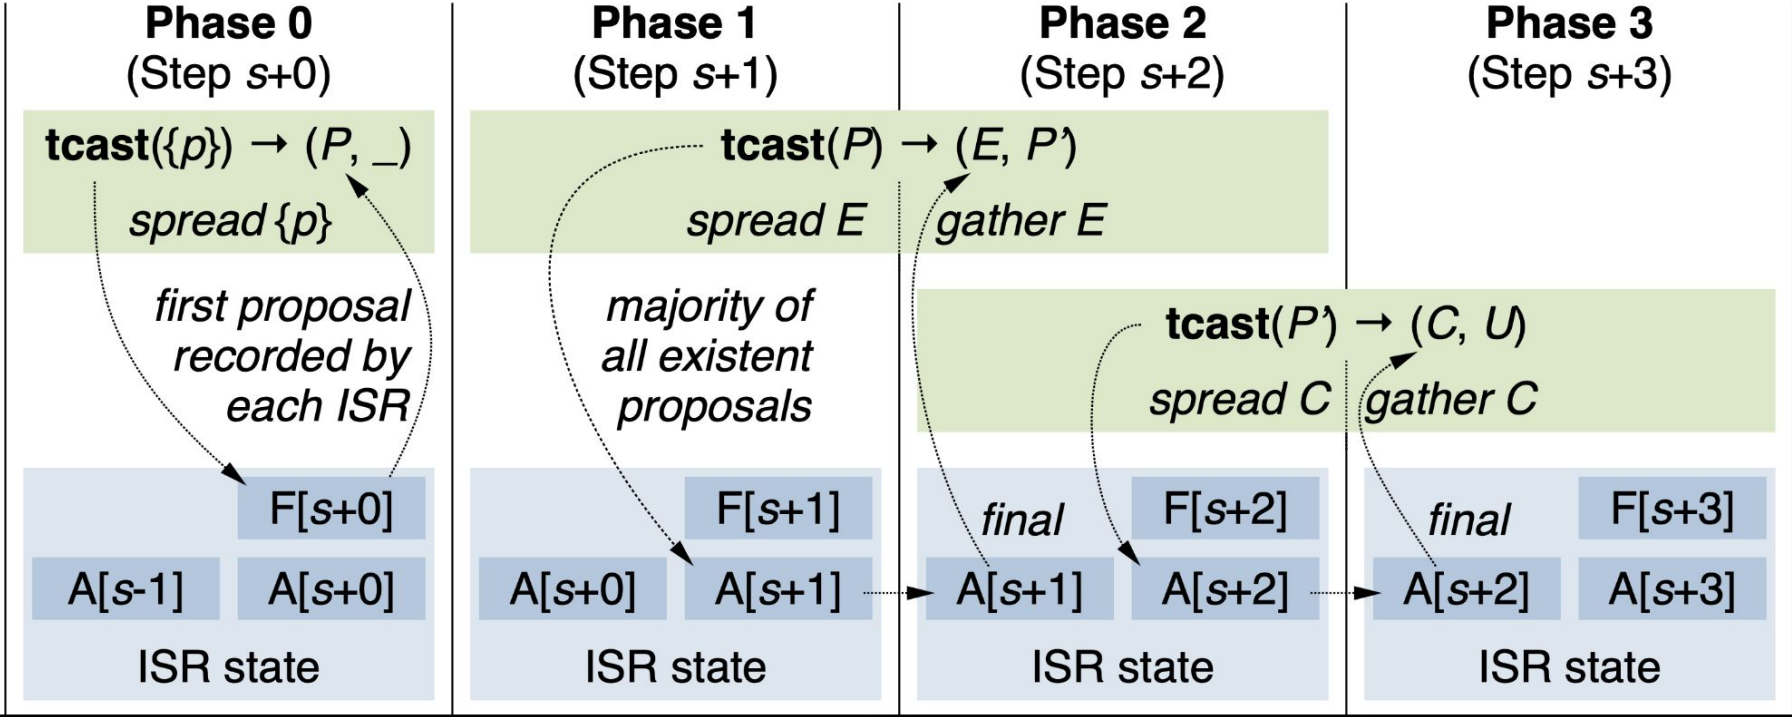 Phase 0
(Step s+0)
tcast({p}) → (P, _)
spread {p}
first proposal
recorded by
each ISR
F[s+0]
A[s-1] A[s+0]
ISR state
Phase 1
(Step s+1)
Phase 2
(Step s+2)
tcast(P) → (E, P’)
spread E gather E
majority of
all existent
proposals
F[s+1]
A[s+0] A[s+1]
ISR state
Phase 3
(Step s+3)
tcast(P’) → (C, U)
spread C gather C
final
F[s+2]
A[s+1] A[s+2]
ISR state
final
F[s+3]
A[s+2] A[s+3]
ISR state